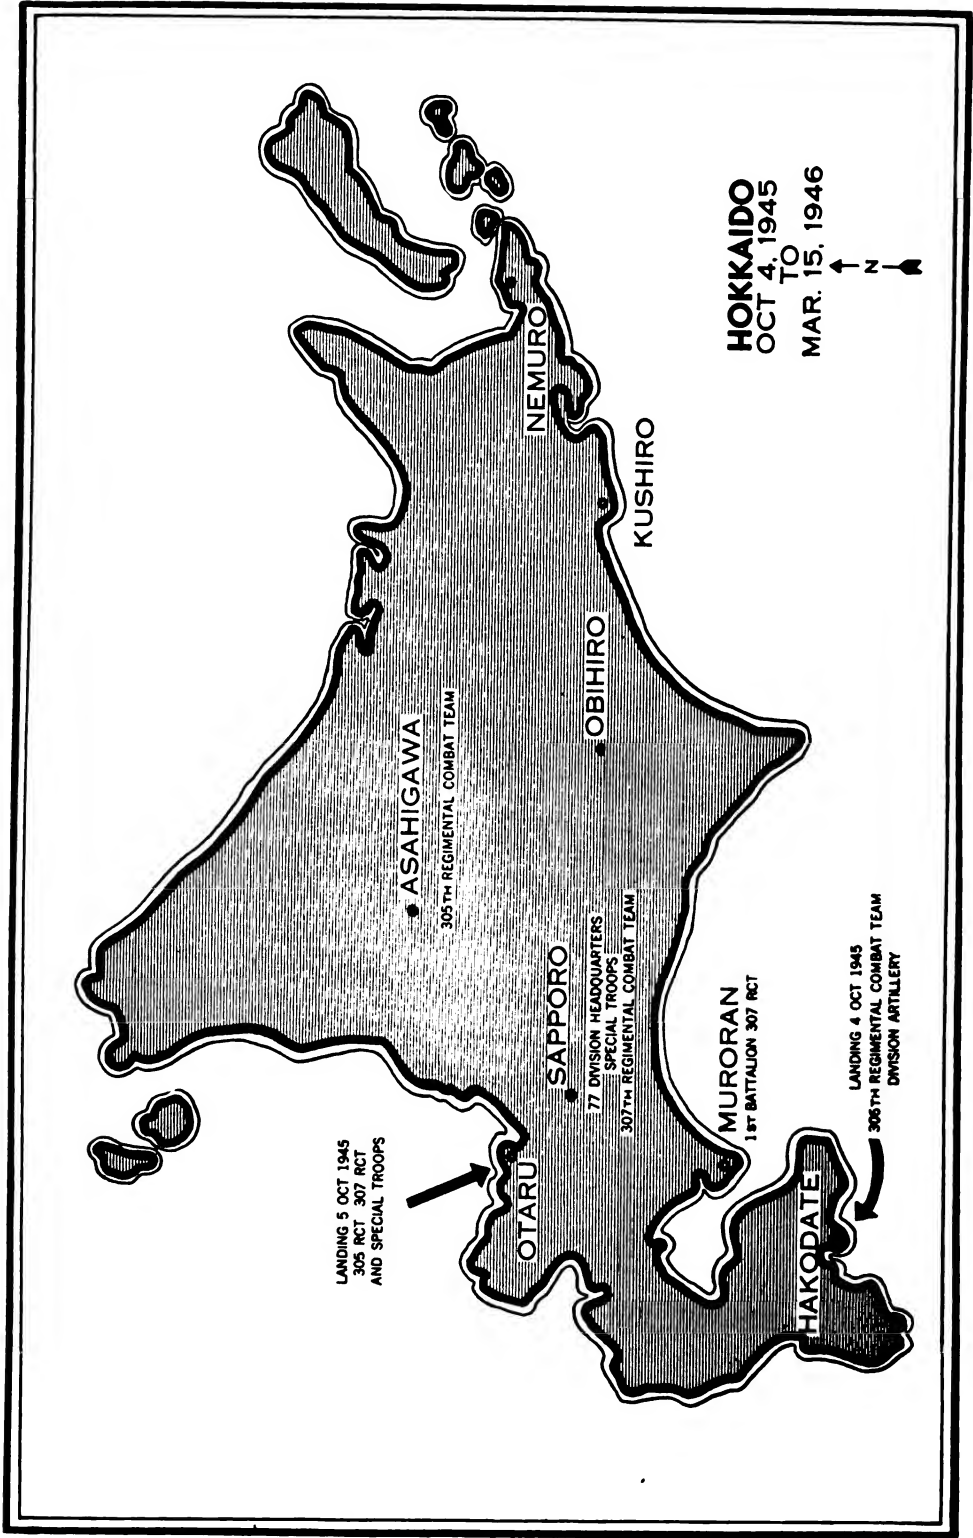 HOKKAIDO
OCT 4, 1945
TO
MAR. 15, 1946
N
LANDING 5 OCT 1945
305 RCT 307 RCT
AND SPECIAL TROOPS
OTARU
ASAHIGAWA
305TH REGIMENTAL COMBAT TEAM
SAPPORO
77 DIVISION HEADQUARTERS
SPECIAL TROOPS
307TH REGIMENTAL COMBAT TEAM
OBIHIRO
NEMURO
KUSHIRO
MURORAN
1ST BATTALION 307 RCT
HAKODATE
LANDING 4 OCT 1945
306TH REGIMENTAL COMBAT TEAM
DIVISION ARTILLERY